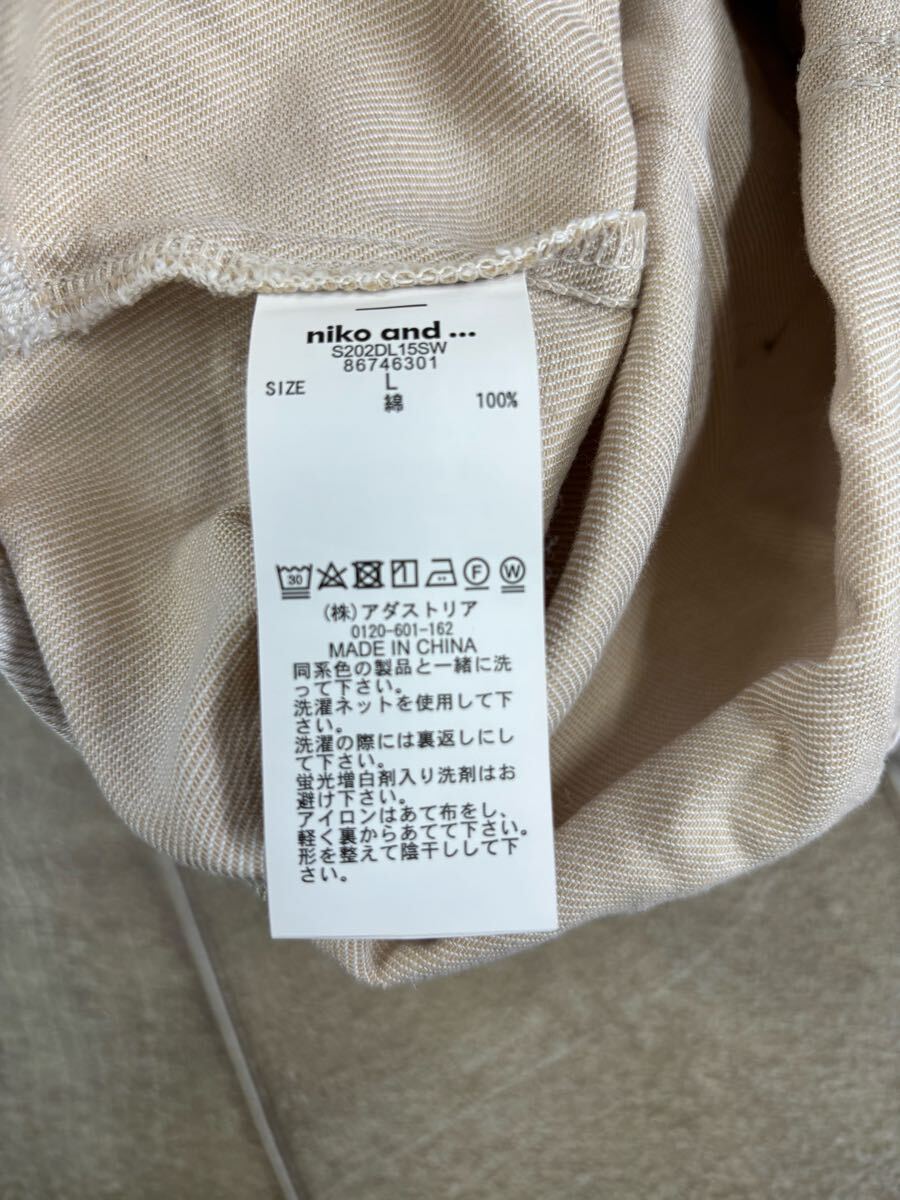 niko and ...
S202DL15SW
86746301
SIZE L
綿 100%
30 F W
(株)アダストリア
0120-601-162
MADE IN CHINA
同系色の製品と一緒に洗
って下さい。
洗濯ネットを使用して下
さい。
洗濯の際には裏返しにし
て下さい。
蛍光増白剤入り洗剤はお
避け下さい。
アイロンはあて布をし、
軽く裏からあてて下さい。
形を整えて陰干しして下
さい。